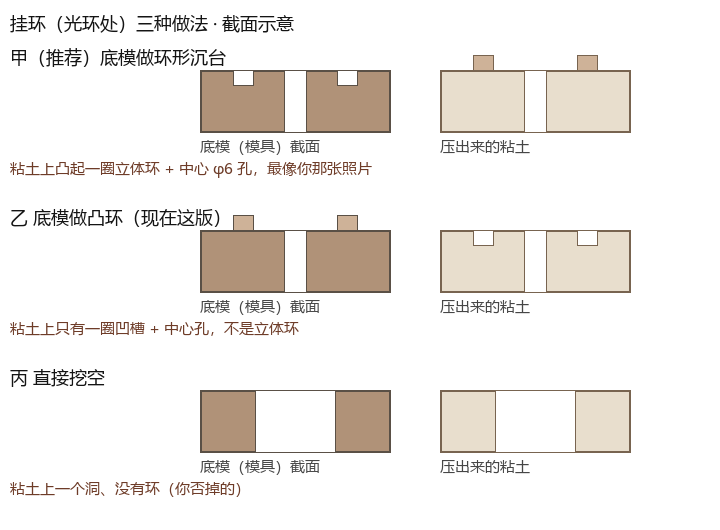 挂环（光环处）三种做法 · 截面示意
甲（推荐）底模做环形沉台
底模（模具）截面
压出来的粘土
粘土上凸起一圈立体环 + 中心 φ6 孔，最像你那张照片
乙 底模做凸环（现在这版）
底模（模具）截面
压出来的粘土
粘土上只有一圈凹槽 + 中心孔，不是立体环
丙 直接挖空
底模（模具）截面
压出来的粘土
粘土上一个洞、没有环（你否掉的）